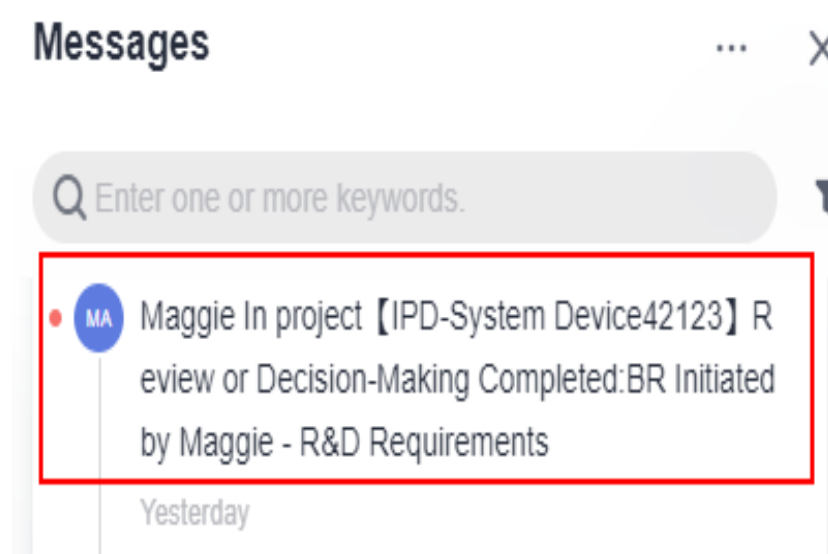 Messages
Enter one or more keywords.
MA
Maggie In project【IPD-System Device42123】R
eview or Decision-Making Completed:BR Initiated
by Maggie - R&D Requirements
Yesterday